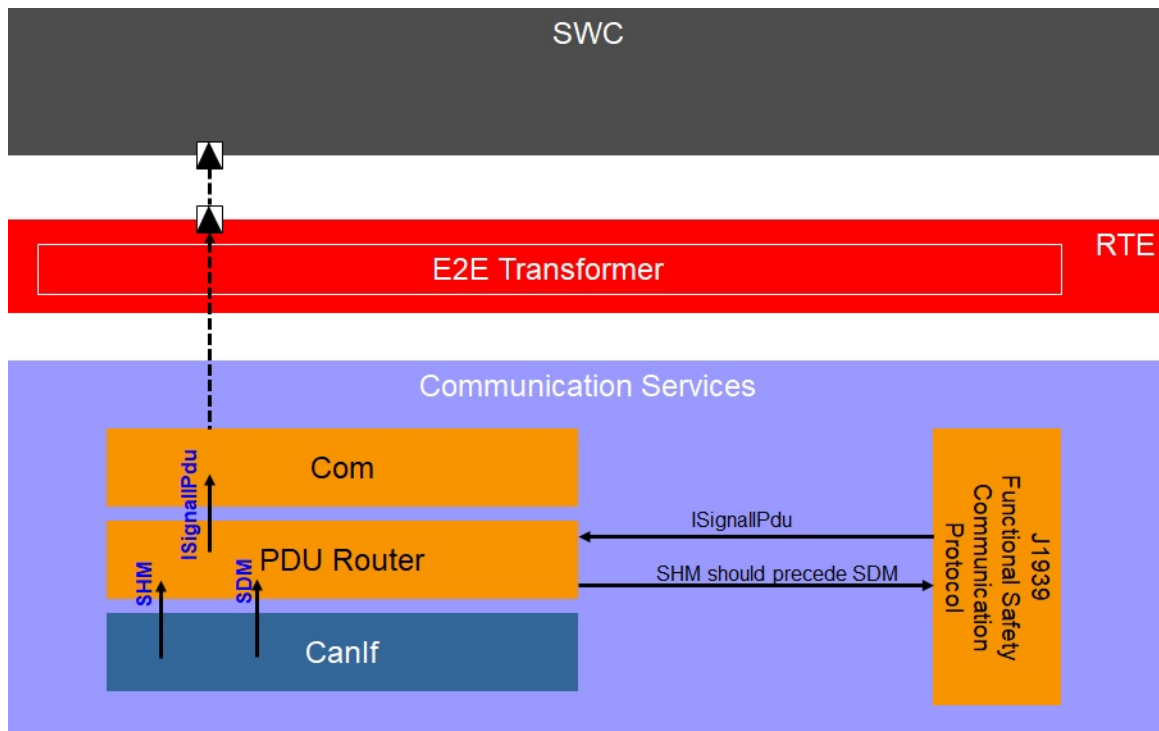 SWC
RTE
E2E Transformer
Communication Services
Com
ISignalIPdu
PDU Router
SHM
SDM
CanIf
ISignalIPdu
SHM should precede SDM
J1939
Functional Safety
Communication
Protocol